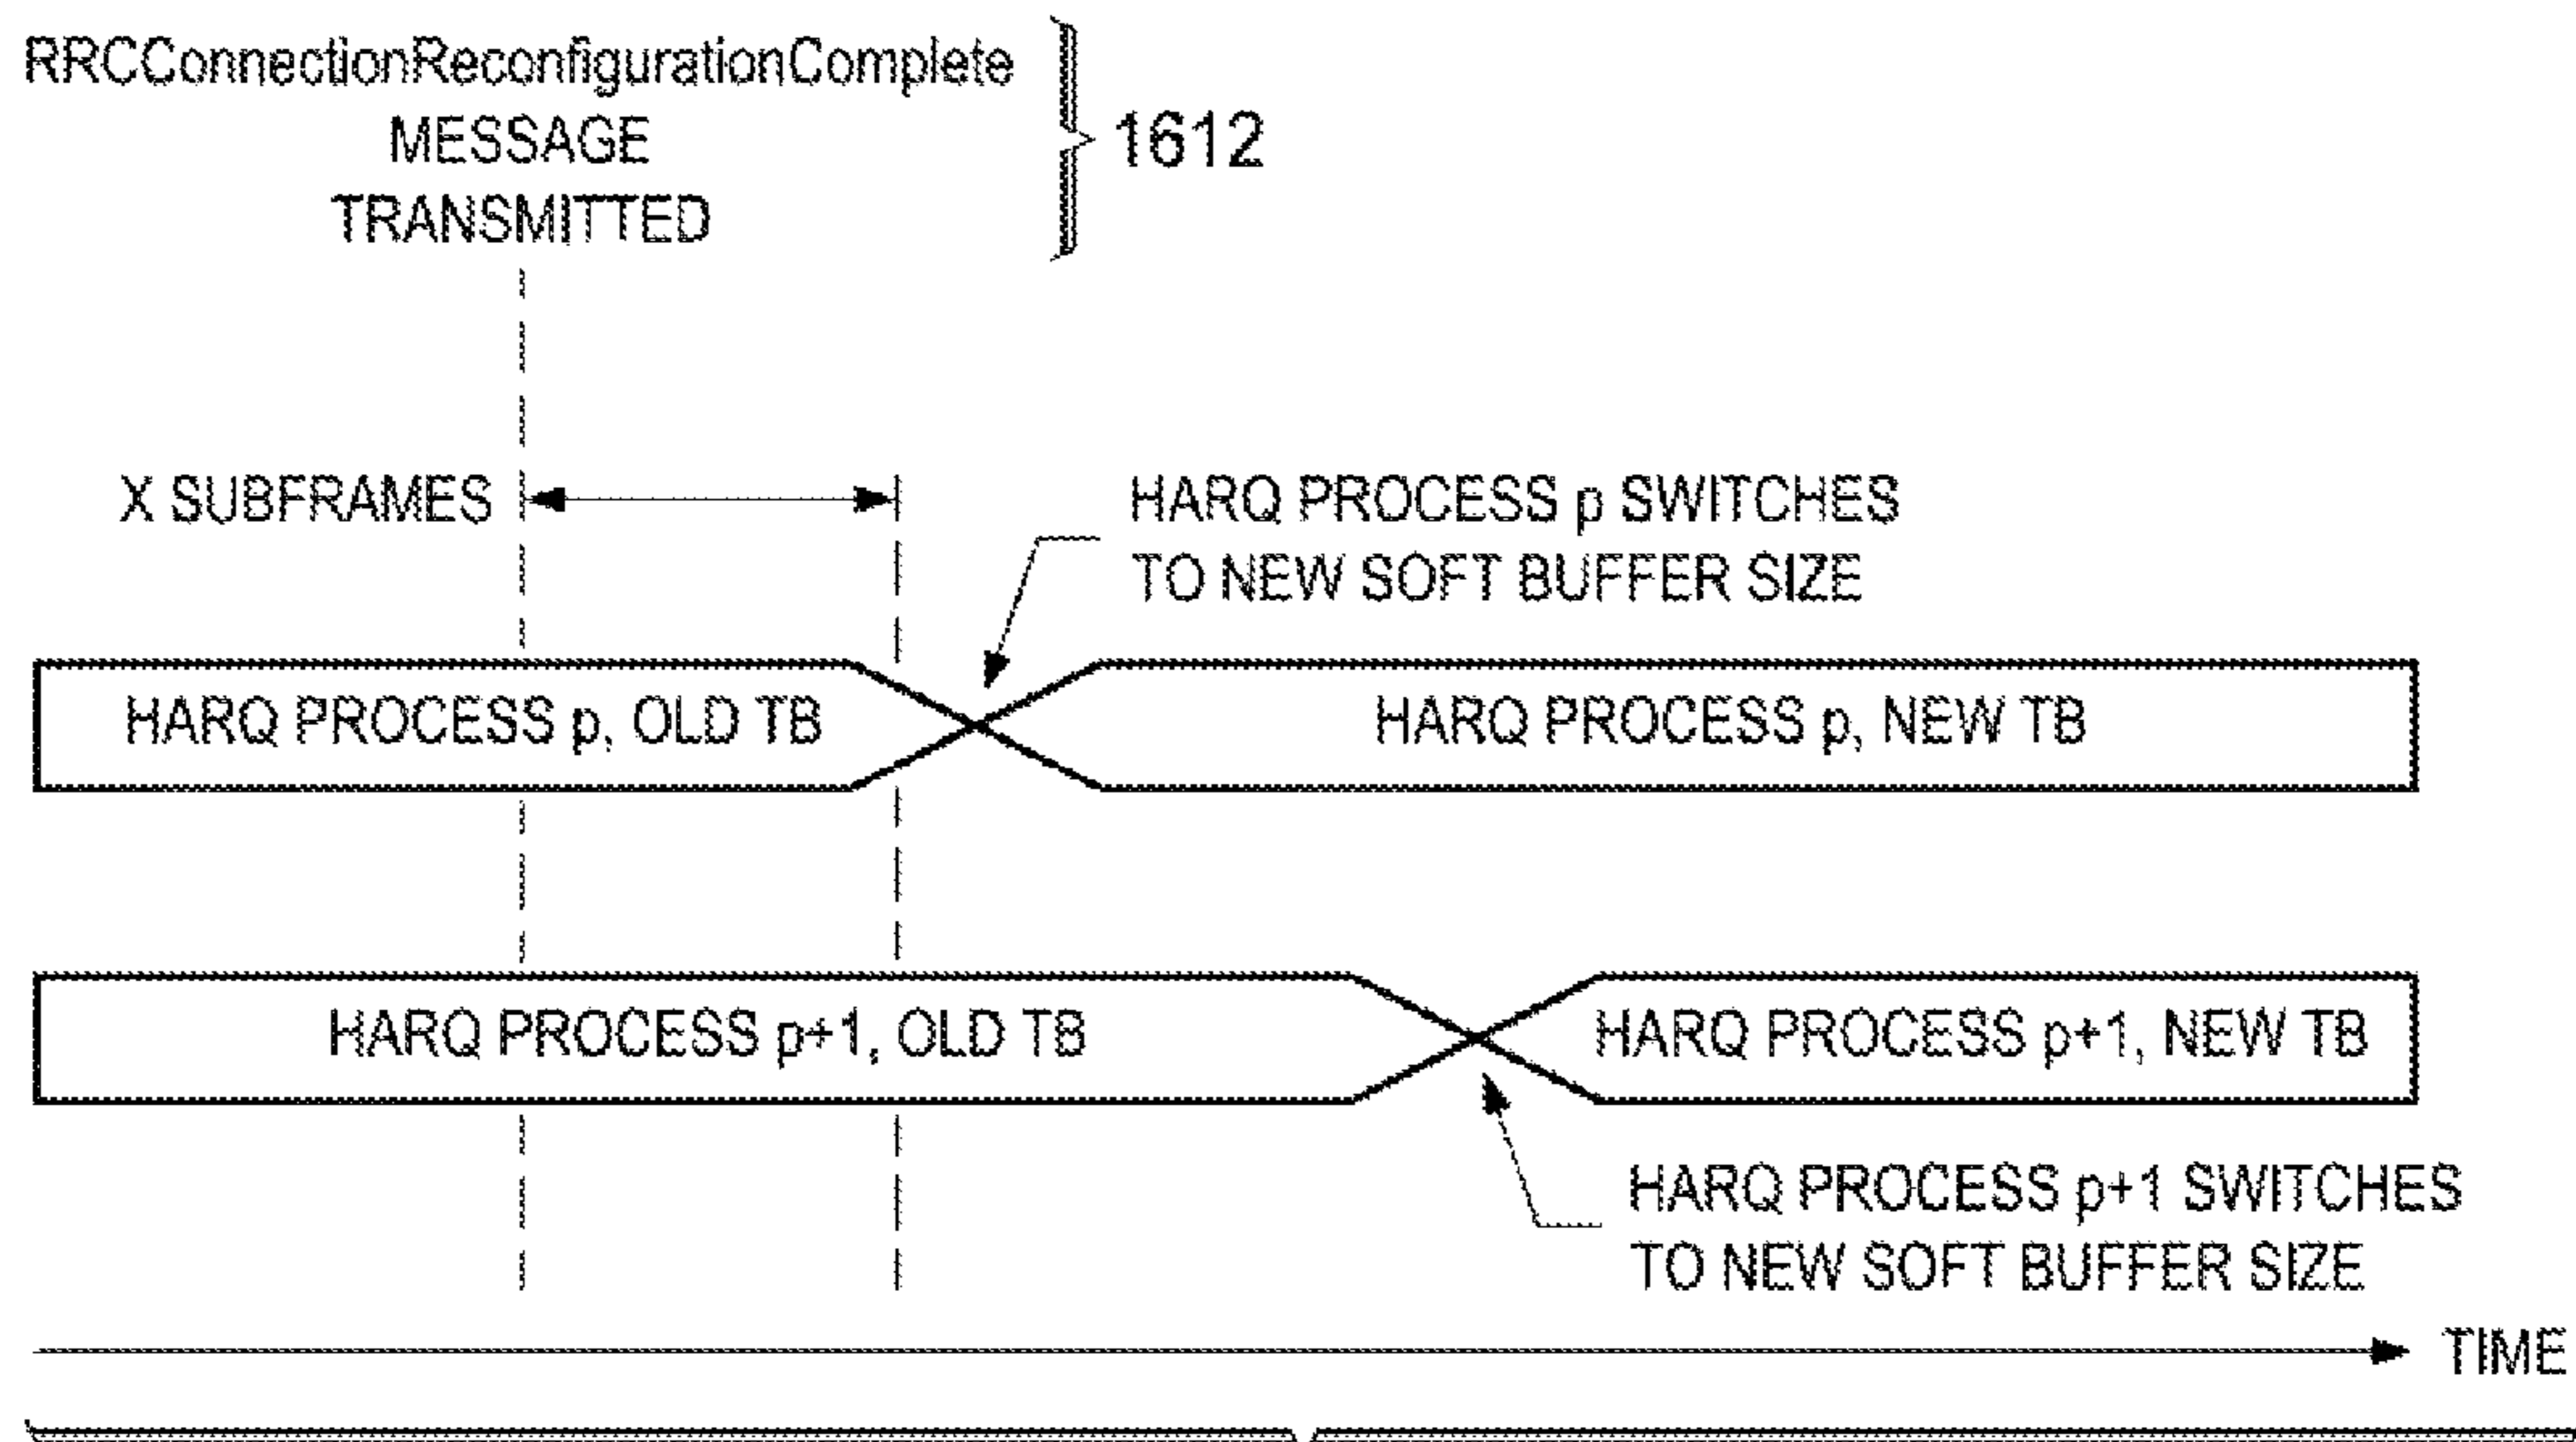 RRCConnectionReconfigurationComplete
MESSAGE
TRANSMITTED
1612
X SUBFRAMES
HARQ PROCESS p SWITCHES
TO NEW SOFT BUFFER SIZE
HARQ PROCESS p, OLD TB
HARQ PROCESS p, NEW TB
HARQ PROCESS p+1, OLD TB
HARQ PROCESS p+1, NEW TB
HARQ PROCESS p+1 SWITCHES
TO NEW SOFT BUFFER SIZE
TIME